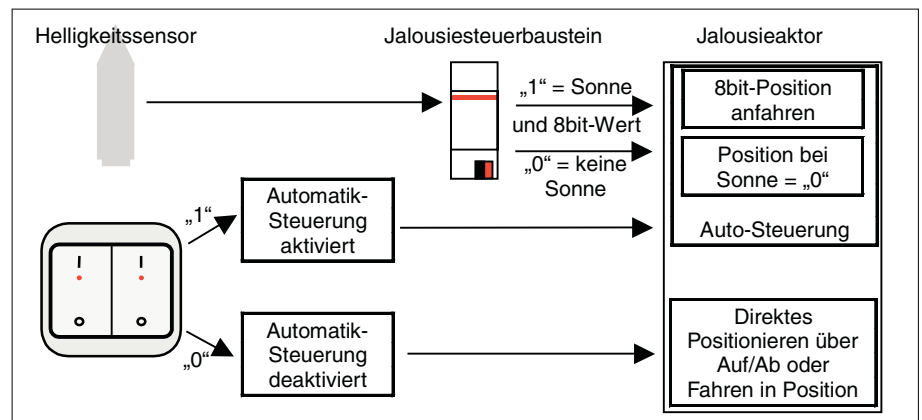 Helligkeitssensor
Jalousiesteuerbaustein
Jalousieaktor
„1“ = Sonne
und 8bit-Wert
„0“ = keine
Sonne
8bit-Position
anfahren
Position bei
Sonne = „0“
Auto-Steuerung
„1“
Automatik-
Steuerung
aktiviert
„0“
Automatik-
Steuerung
deaktiviert
Direktes
Positionieren über
Auf/Ab oder
Fahren in Position